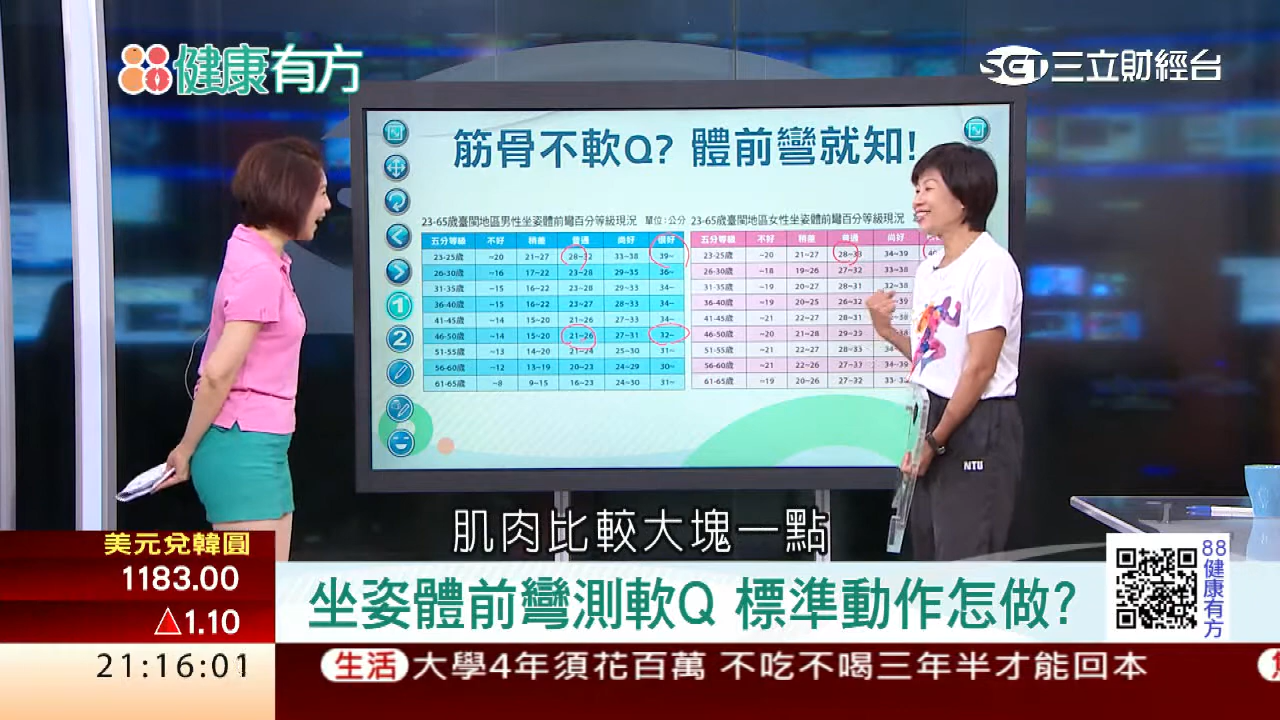 健康有方
SET 三立財經台
筋骨不軟Q? 體前彎就知!
23-65歲臺閩地區男性坐姿體前彎百分等級現況 單位:公分
五分等級 不好 稍差 普通 尚好 很好
23-25歲 ~20 21~27 28~32 33~38 39~
26-30歲 ~16 17~22 23~28 29~35 36~
31-35歲 ~15 16~22 23~28 29~33 34~
36-40歲 ~15 16~22 23~27 28~33 34~
41-45歲 ~14 15~20 21~26 27~33 34~
46-50歲 ~14 15~20 21~26 27~31 32~
51-55歲 ~13 14~20 21~24 25~30 31~
56-60歲 ~12 13~19 20~23 24~29 30~
61-65歲 ~8 9~15 16~23 24~30 31~
23-65歲臺閩地區女性坐姿體前彎百分等級現況
五分等級 不好 稍差 普通 尚好
23-25歲 ~20 21~27 28~33 34~39
26-30歲 ~18 19~26 27~32 33~38
31-35歲 ~19 20~27 28~31 32~38
36-40歲 ~19 20~25 26~32
41-45歲 ~21 22~27 28~31
46-50歲 ~20 21~28 29~33
51-55歲 ~21 22~27 28~33 34~
56-60歲 ~21 22~26 27~33 34~39
61-65歲 ~19 20~26 27~32
1
2
NTU
肌肉比較大塊一點
美元兌韓圓
1183.00
△1.10
坐姿體前彎測軟Q 標準動作怎做?
88健康有方
21:16:01
生活 大學4年須花百萬 不吃不喝三年半才能回本